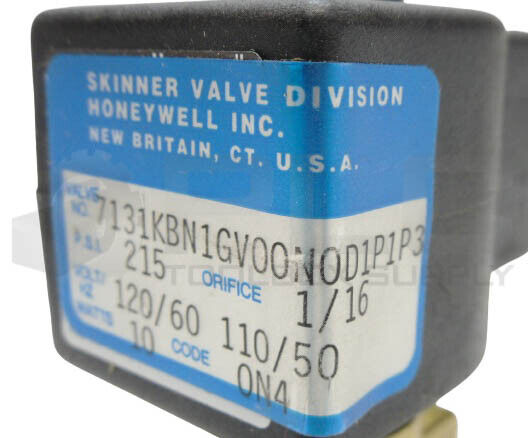 SKINNER VALVE DIVISION
HONEYWELL INC.
NEW BRITAIN, CT. U.S.A.
VALVE NO. 7131KBN1GV00N0D1P1P3
P.S.I. 215 ORIFICE 1/16
VOLT/HZ 120/60 110/50
WATTS 10 CODE 0N4